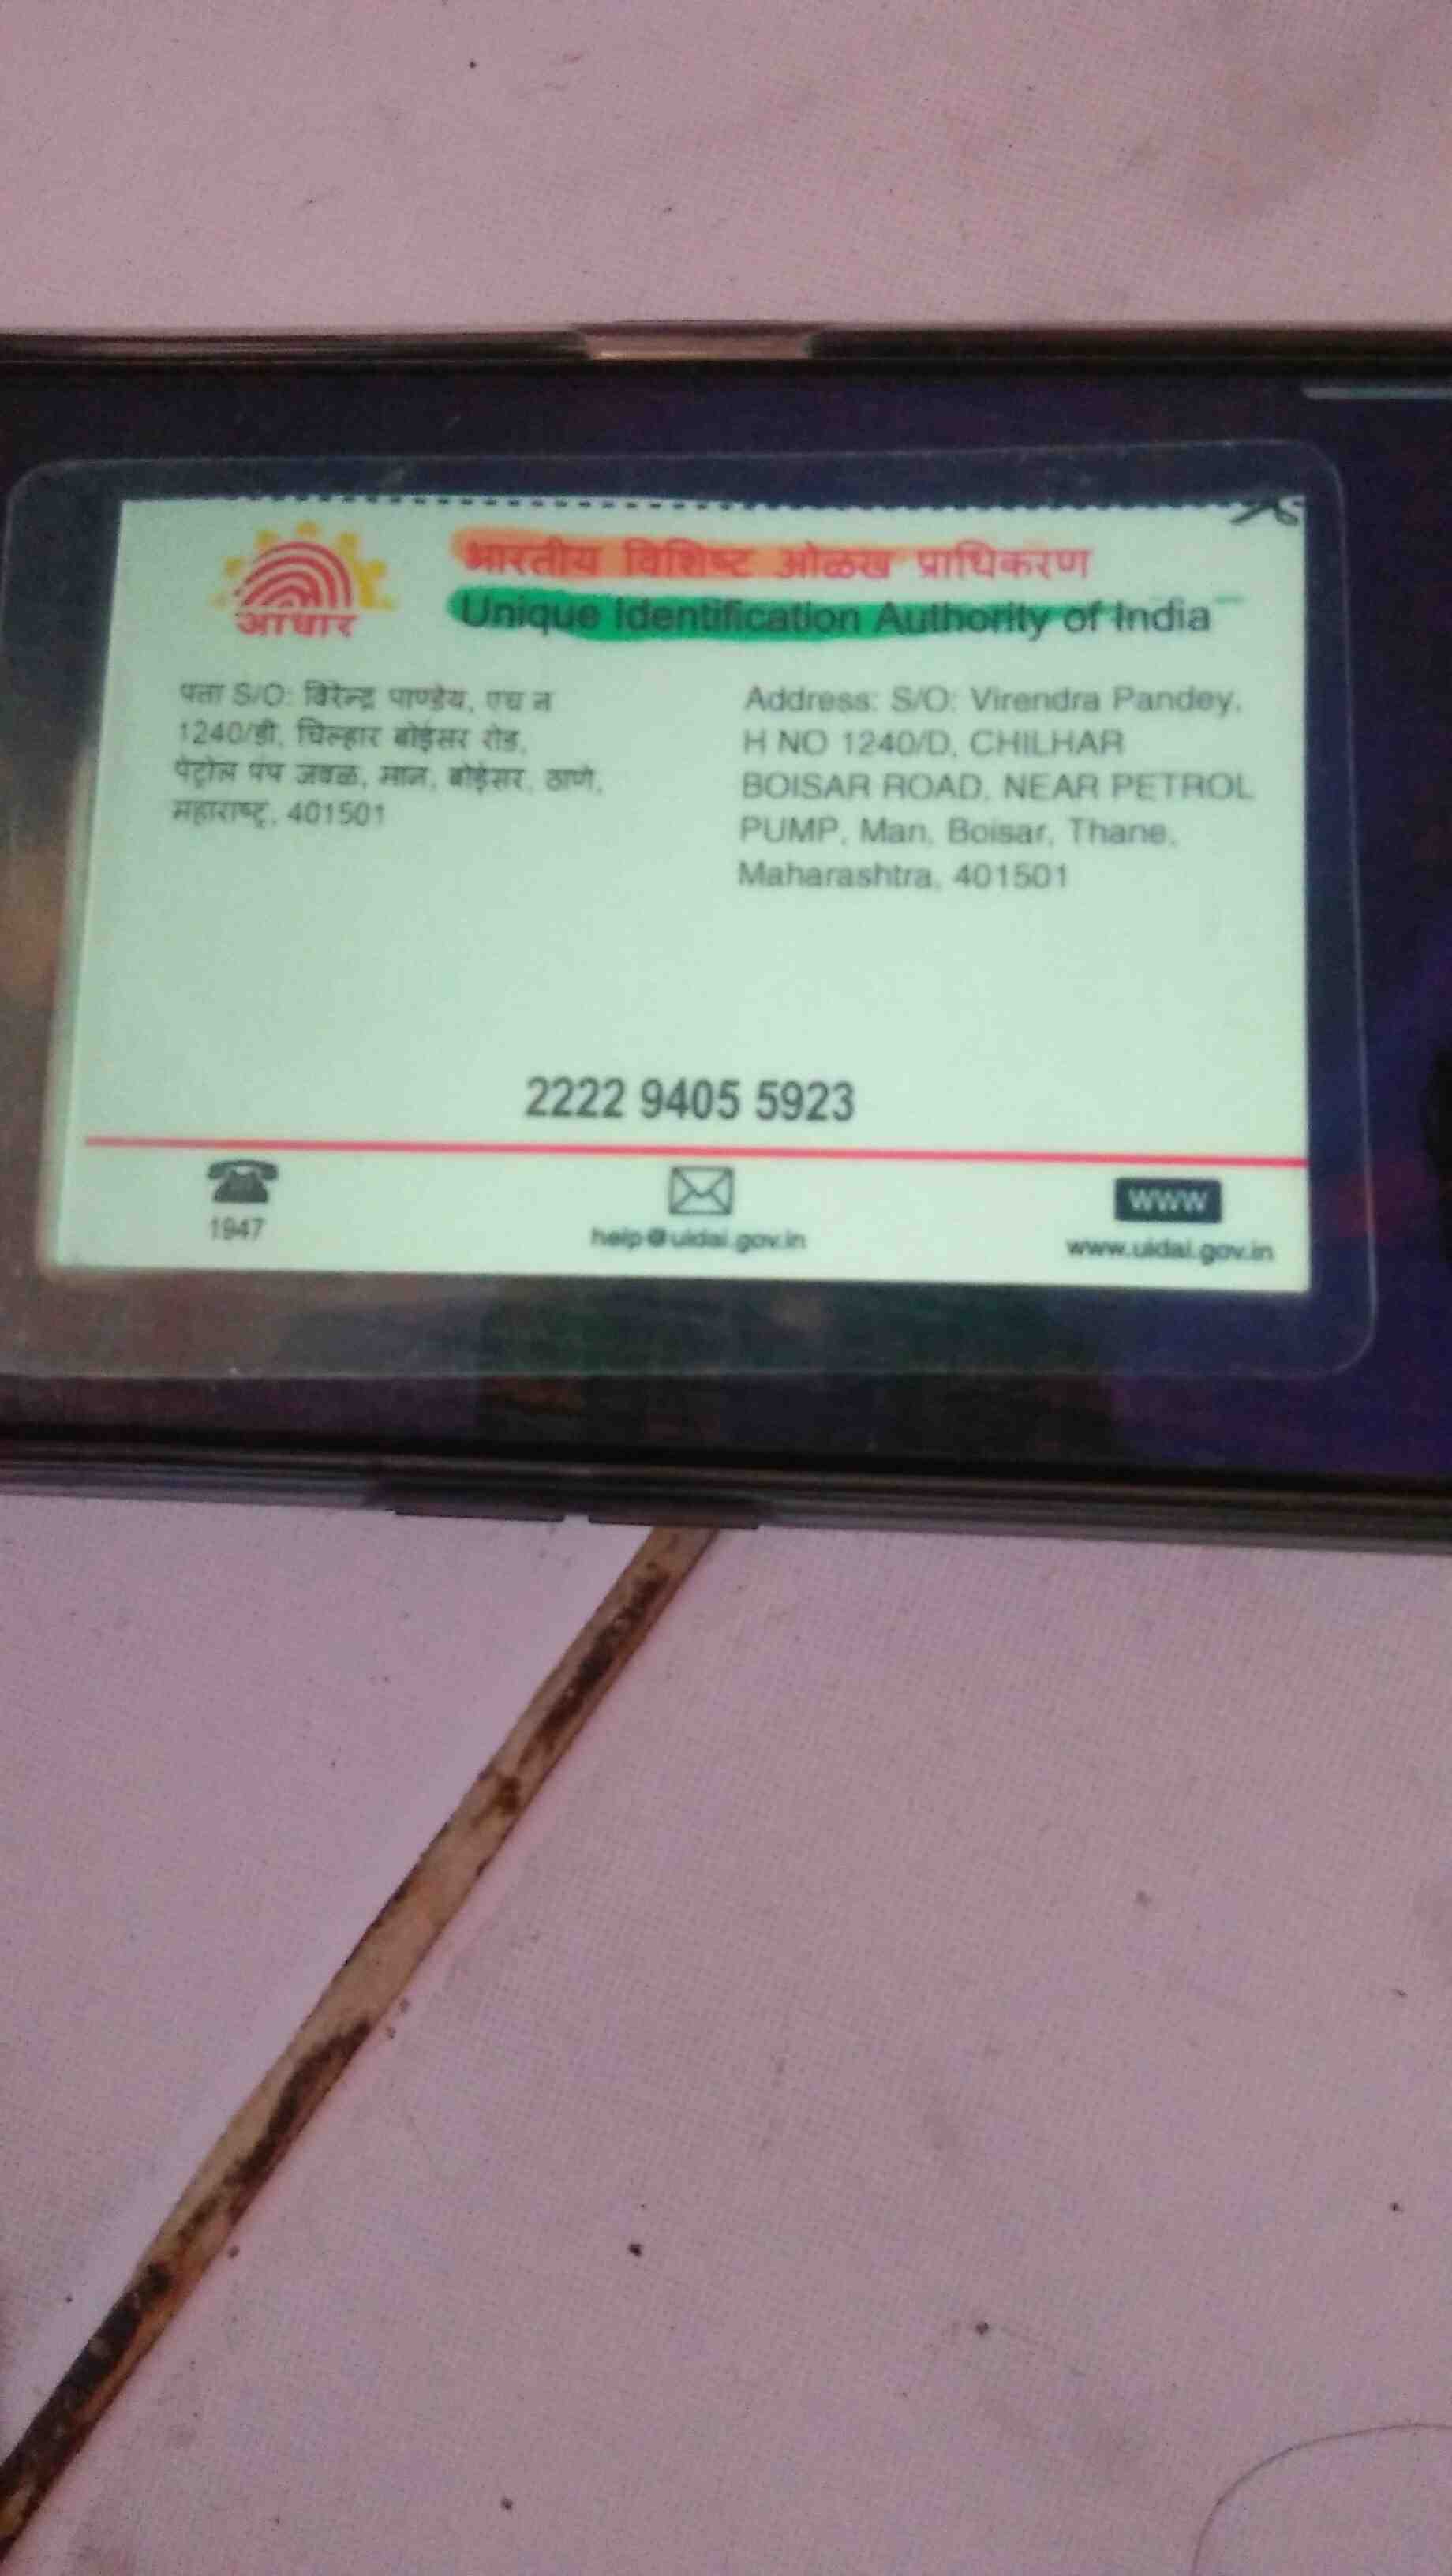 आधार
भारतीय विशिष्ट ओळख प्राधिकरण
Unique Identification Authority of India
पता S/O: विरेन्द्र पाण्डेय, एच न
1240/डी, चिल्हार बोईसर रोड,
पेट्रोल पंप जवळ, मान, बोईसर, ठाणे,
महाराष्ट्र, 401501
Address: S/O: Virendra Pandey,
H NO 1240/D, CHILHAR
BOISAR ROAD, NEAR PETROL
PUMP, Man, Boisar, Thane,
Maharashtra, 401501
2222 9405 5923
1947
help@uidai.gov.in
WWW
www.uidai.gov.in